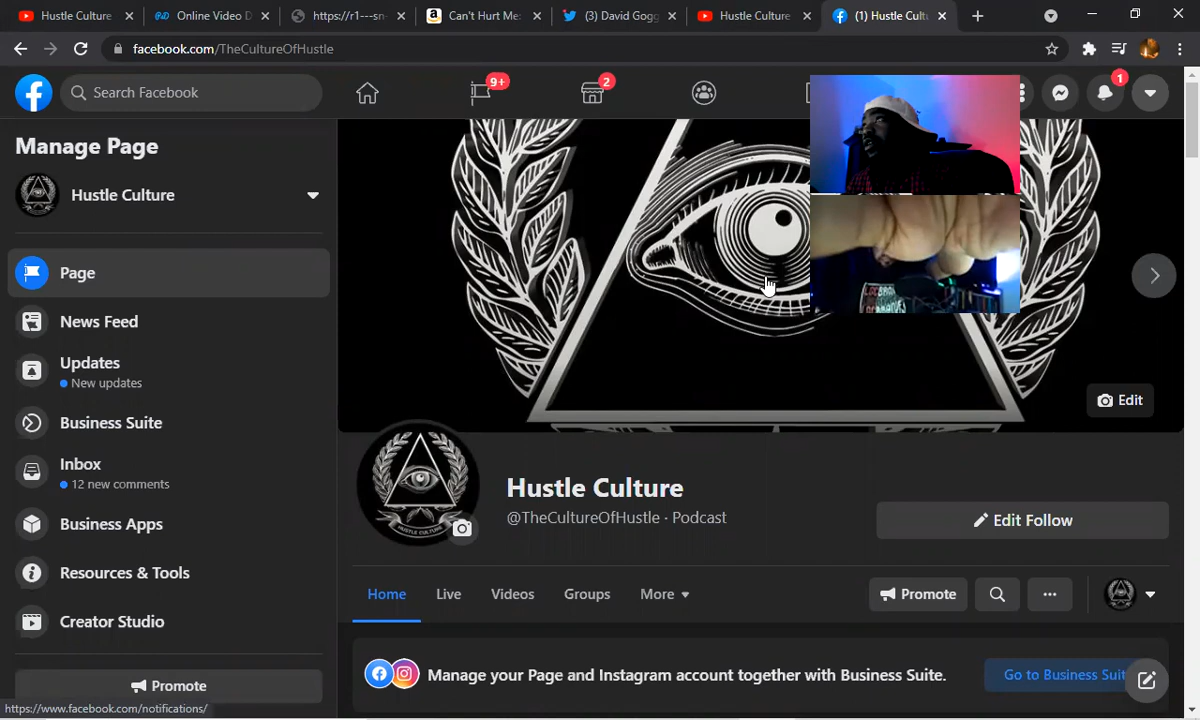 Hustle Culture
Online Video D
https://r1---sn-
Can't Hurt Me:
(3) David Gogg
Hustle Culture
(1) Hustle Cultu
facebook.com/TheCultureOfHustle
Search Facebook
9+
2
1
Manage Page
Hustle Culture
Page
News Feed
Updates
New updates
Business Suite
Inbox
12 new comments
Business Apps
Resources & Tools
Creator Studio
Promote
https://www.facebook.com/notifications/
Edit
HUSTLE CULTURE
Hustle Culture
@TheCultureOfHustle · Podcast
Edit Follow
Home
Live
Videos
Groups
More
Promote
Manage your Page and Instagram account together with Business Suite.
Go to Business Suit